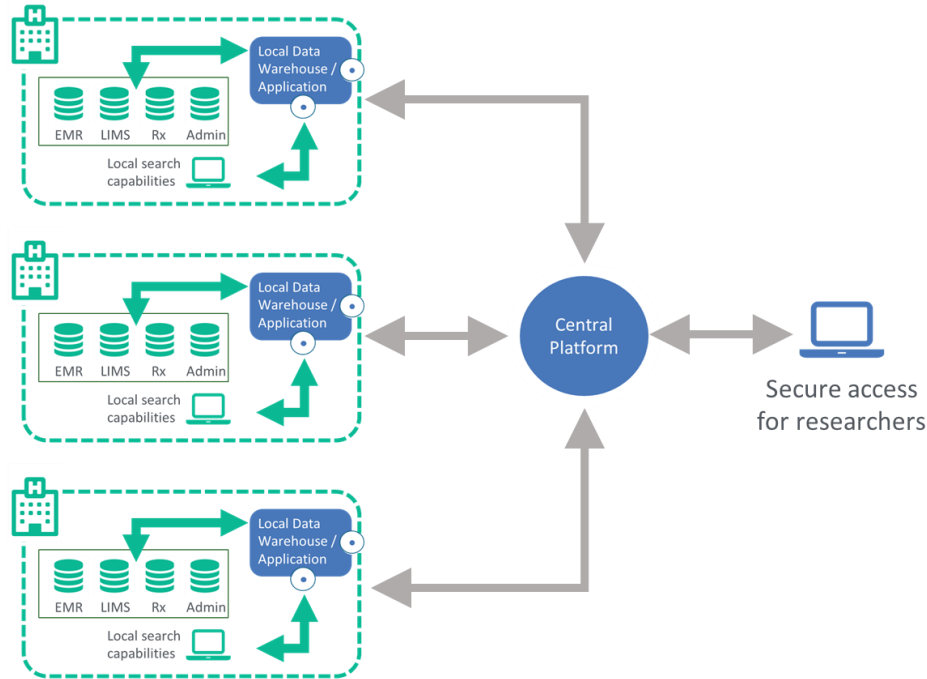 H
Local Data
Warehouse /
Application
EMR LIMS Rx Admin
Local search
capabilities
H
Local Data
Warehouse /
Application
EMR LIMS Rx Admin
Local search
capabilities
Central
Platform
Secure access
for researchers
H
Local Data
Warehouse /
Application
EMR LIMS Rx Admin
Local search
capabilities